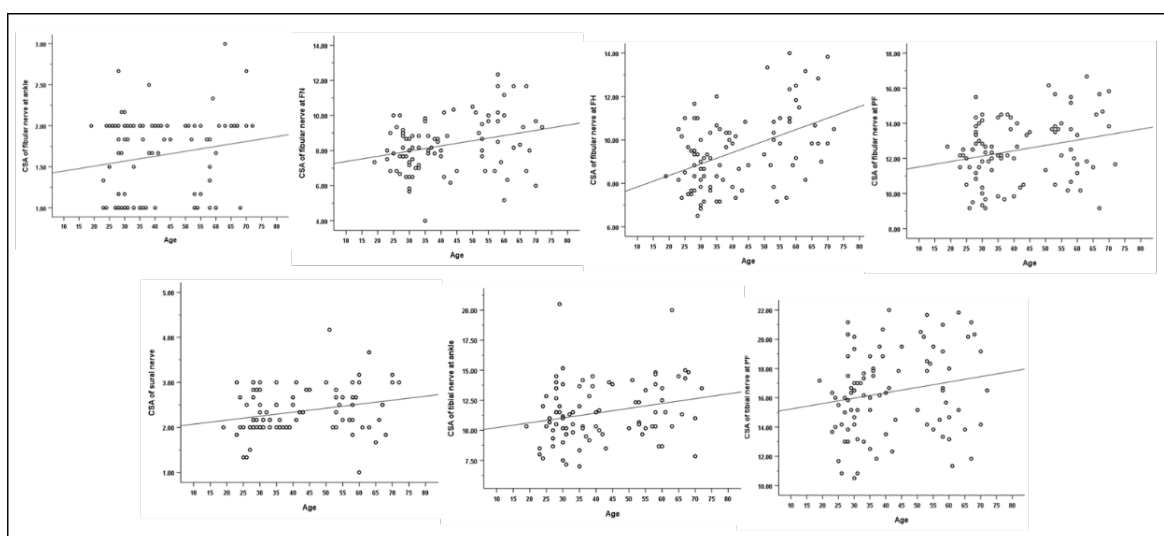 CSA of fibular nerve at ankle
3.00
2.50
2.00
1.50
1.00
10 15 20 25 30 35 40 45 50 55 60 65 70 75 80
Age
CSA of fibular nerve at FN
14.00
12.00
10.00
8.00
6.00
4.00
10 15 20 25 30 35 40 45 50 55 60 65 70 75 80
Age
CSA of fibular nerve at FH
14.00
12.00
10.00
8.00
6.00
10 15 20 25 30 35 40 45 50 55 60 65 70 75 80
Age
CSA of fibular nerve at PF
18.00
16.00
14.00
12.00
10.00
8.00
10 15 20 25 30 35 40 45 50 55 60 65 70 75 80
Age
CSA of sural nerve
5.00
4.00
3.00
2.00
1.00
10 15 20 25 30 35 40 45 50 55 60 65 70 75 80
Age
CSA of tibial nerve at ankle
20.00
17.50
15.00
12.50
10.00
7.50
10 15 20 25 30 35 40 45 50 55 60 65 70 75 80
Age
CSA of tibial nerve at PF
22.00
20.00
18.00
16.00
14.00
12.00
10.00
10 15 20 25 30 35 40 45 50 55 60 65 70 75 80
Age